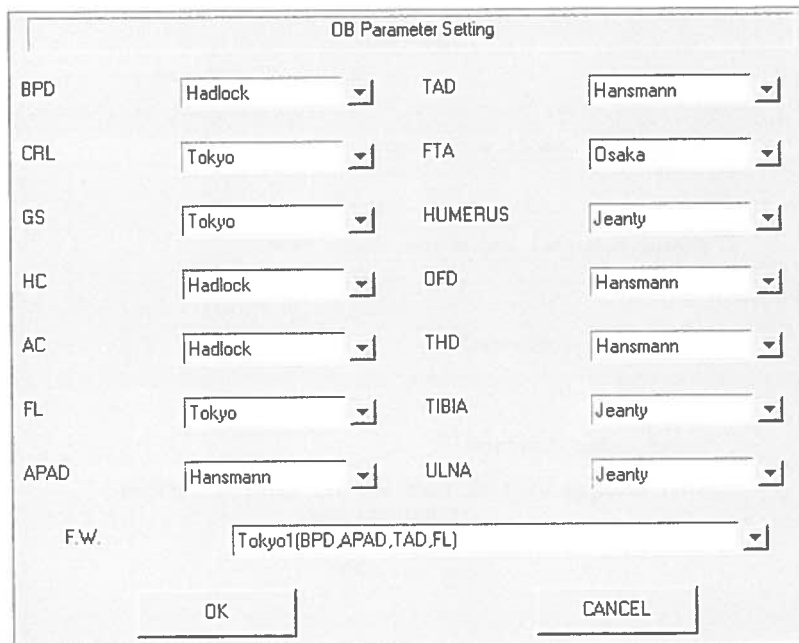 OB Parameter Setting
BPD Hadlock TAD Hansmann
CRL Tokyo FTA Osaka
GS Tokyo HUMERUS Jeanty
HC Hadlock OFD Hansmann
AC Hadlock THD Hansmann
FL Tokyo TIBIA Jeanty
APAD Hansmann ULNA Jeanty
F.W. Tokyo1(BPD,APAD,TAD,FL)
OK CANCEL